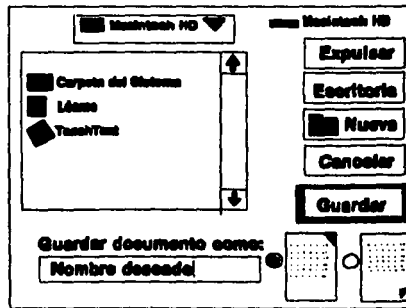 Macintosh HD
Macintosh HD
Carpeta del Sistema
Léame
TeachText
Expulsar
Escritorio
Nueva
Cancelar
Guardar
Guardar documento como:
Nombre deseado